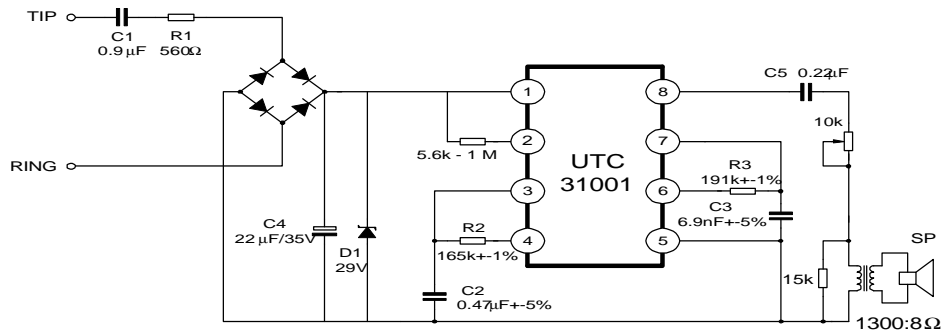 TIP
C1
0.9µF
R1
560Ω
RING
C4
22µF/35V
D1
29V
5.6k - 1 M
R2
165k+-1%
C2
0.47µF+-5%
1
2
3
4
UTC
31001
8
7
6
5
R3
191k+-1%
C3
6.9nF+-5%
C5 0.22µF
10k
15k
SP
1300:8Ω